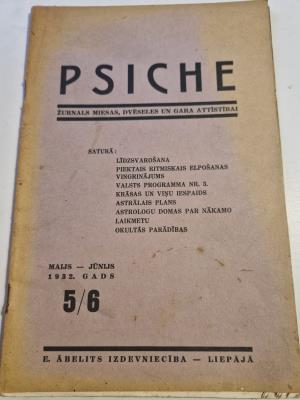 PSICHE
ŽURNALS MIESAS, DVĒSELES UN GARA ATTĪSTĪBAI
SATURĀ:
LĪDZSVAROŠANA
PIEKTAIS RITMISKAIS ELPOŠANAS
VINGRINĀJUMS
VALSTS PROGRAMMA NR. 3.
KRĀSAS UN VIŅU IESPAIDS
ASTRĀLAIS PLANS
ASTROLOGU DOMAS PAR NĀKAMO
LAIKMETU
OKULTĀS PARĀDĪBAS
MAIJS — JŪNIJS
1932. GADS
5/6
E. ĀBELITS IZDEVNIECĪBA — LIEPĀJĀ